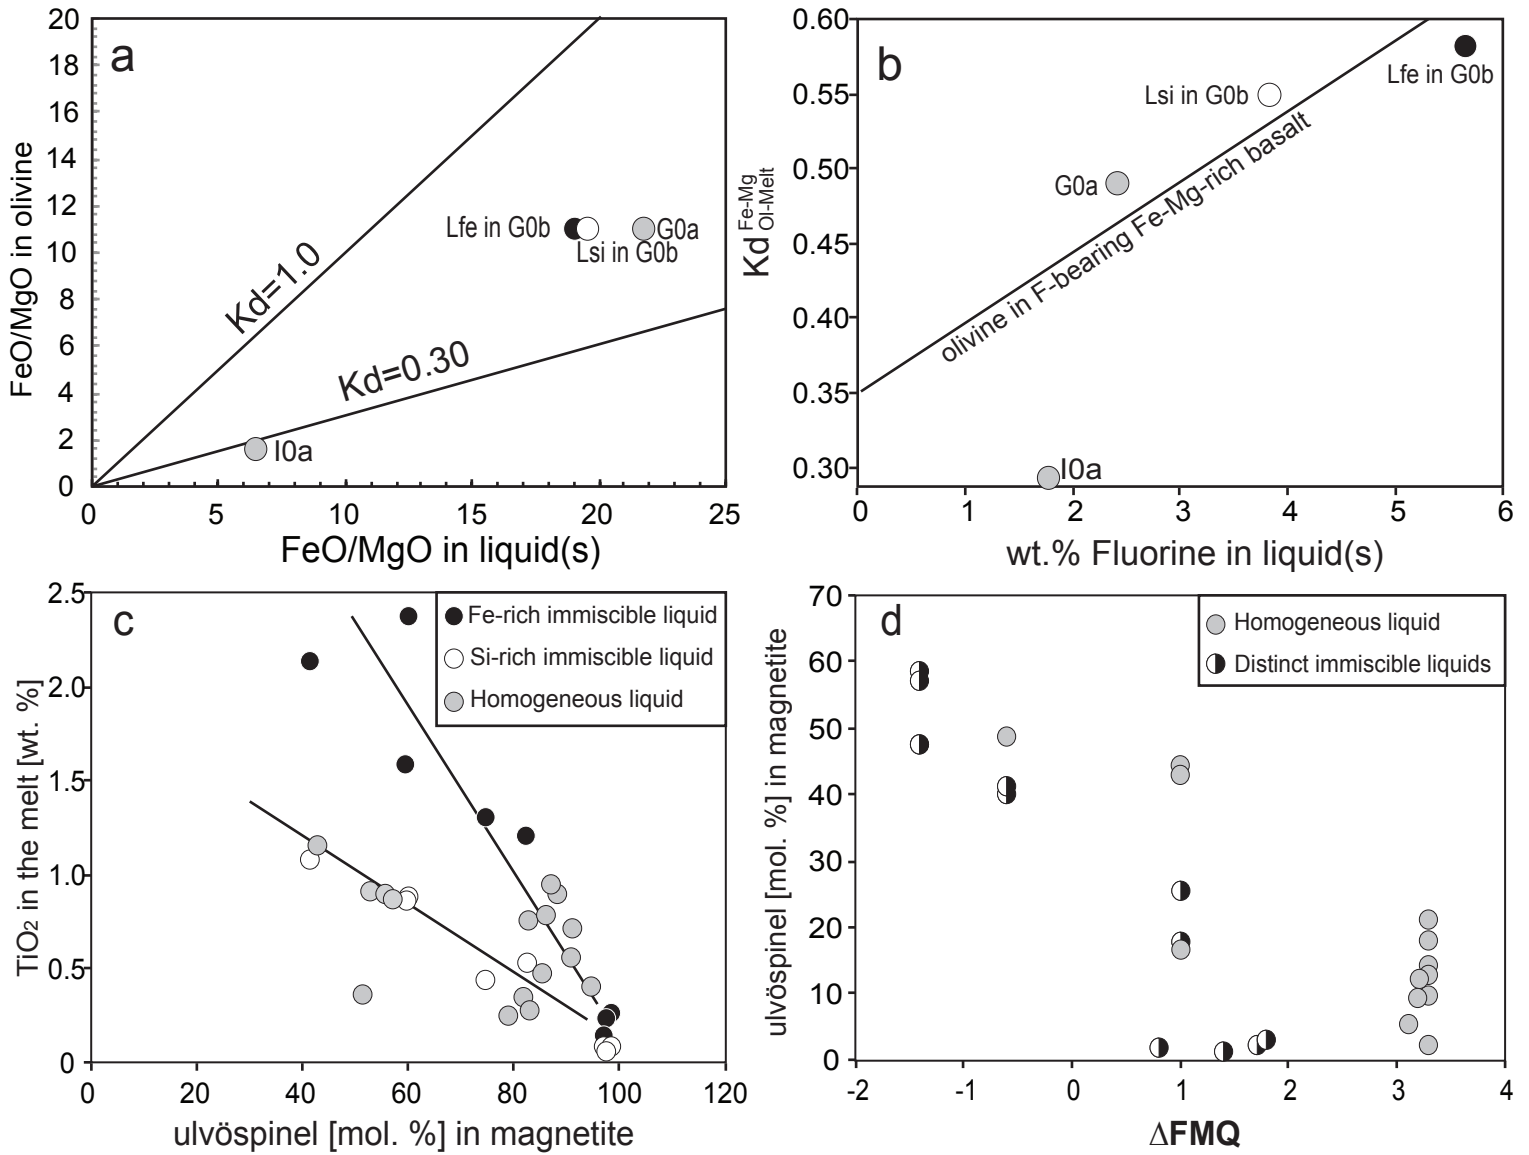 a
20
18
16
14
12
10
8
6
4
2
0
FeO/MgO in olivine
Kd=1.0
Kd=0.30
Lfe in G0b
G0a
Lsi in G0b
I0a
0 5 10 15 20 25
FeO/MgO in liquid(s)
b
0.60
0.55
0.50
0.45
0.40
0.35
0.30
Kd Fe-Mg Ol-Melt
Lfe in G0b
Lsi in G0b
G0a
olivine in F-bearing Fe-Mg-rich basalt
I0a
0 1 2 3 4 5 6
wt.% Fluorine in liquid(s)
c
2.5
2.0
1.5
1.0
0.5
0
TiO2 in the melt [wt. %]
Fe-rich immiscible liquid
Si-rich immiscible liquid
Homogeneous liquid
0 20 40 60 80 100 120
ulvöspinel [mol. %] in magnetite
d
70
60
50
40
30
20
10
0
ulvöspinel [mol. %] in magnetite
Homogeneous liquid
Distinct immiscible liquids
-2 -1 0 1 2 3 4
ΔFMQ